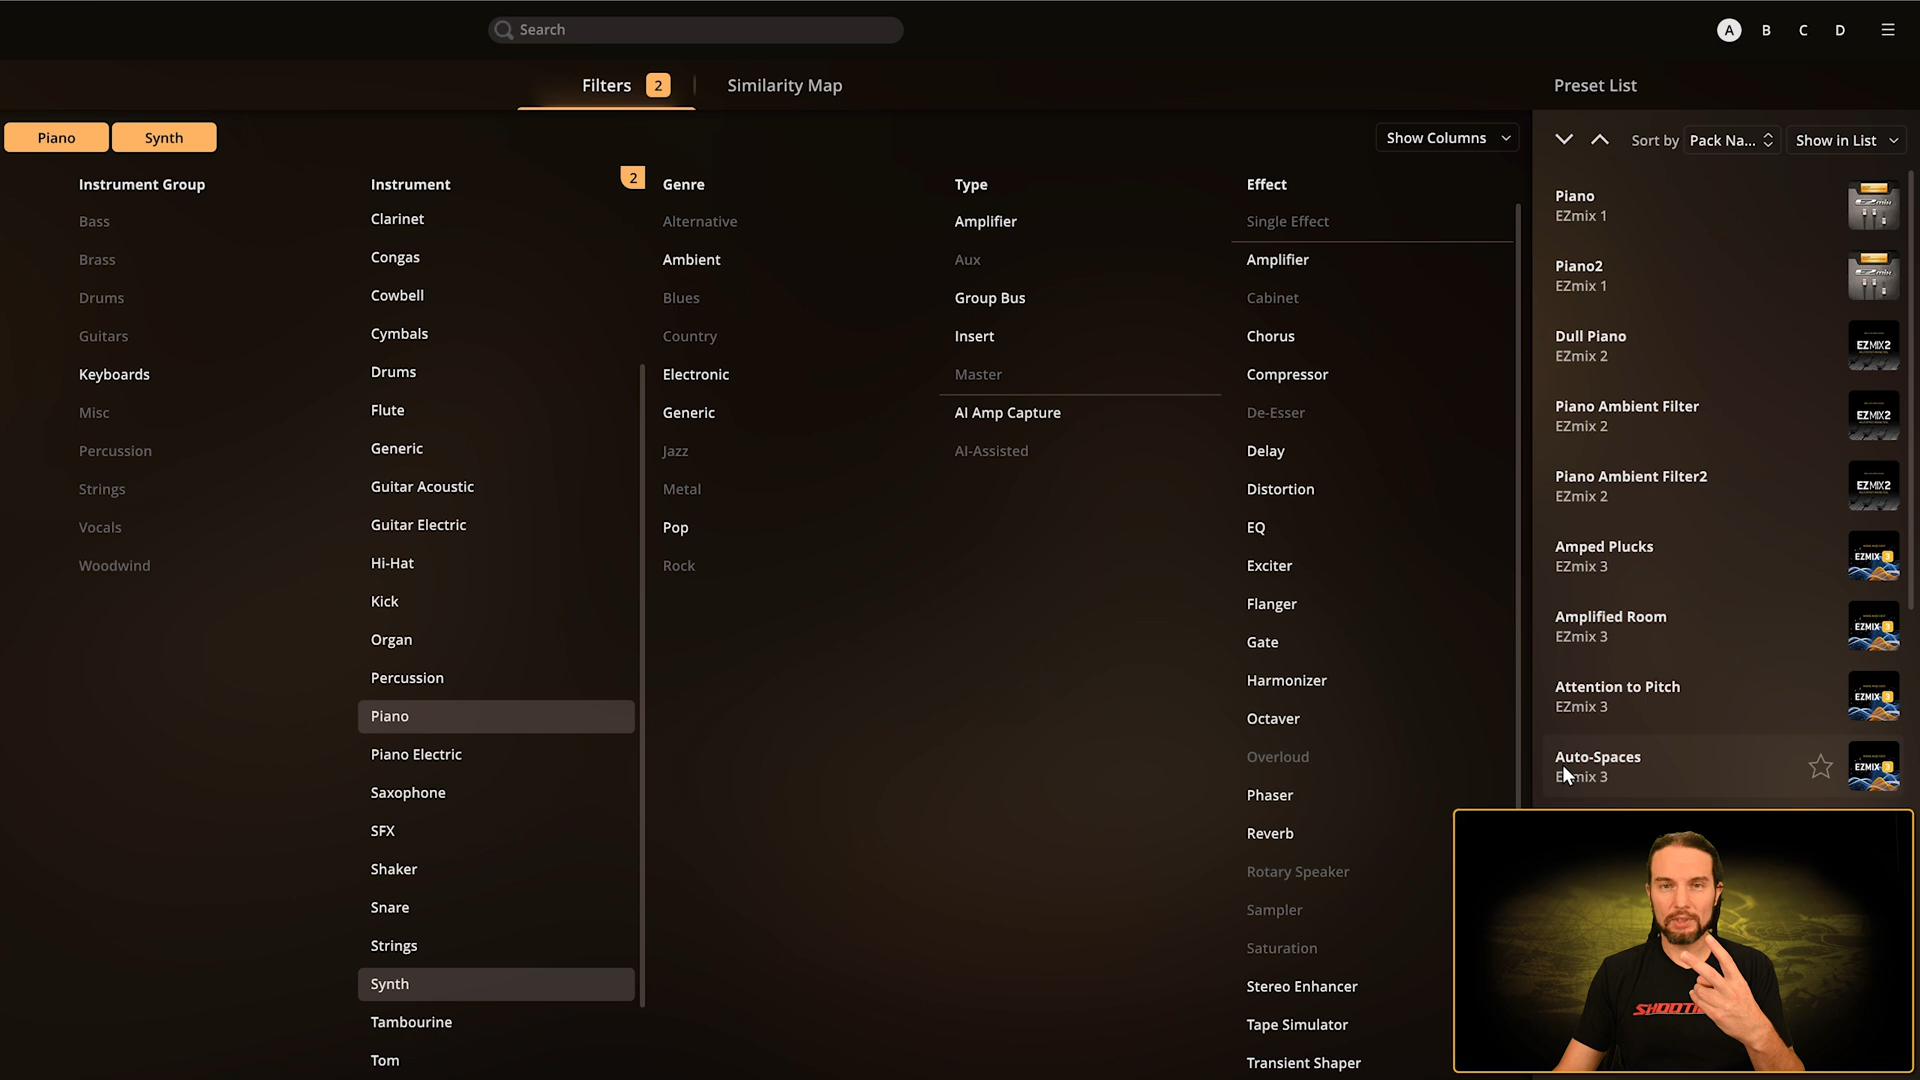 Search
A
B
C
D
Filters
2
Similarity Map
Preset List
Piano
Synth
Show Columns
Sort by
Pack Na...
Show in List
Instrument Group
Bass
Brass
Drums
Guitars
Keyboards
Misc
Percussion
Strings
Vocals
Woodwind
Instrument
2
Clarinet
Congas
Cowbell
Cymbals
Drums
Flute
Generic
Guitar Acoustic
Guitar Electric
Hi-Hat
Kick
Organ
Percussion
Piano
Piano Electric
Saxophone
SFX
Shaker
Snare
Strings
Synth
Tambourine
Tom
Genre
Alternative
Ambient
Blues
Country
Electronic
Generic
Jazz
Metal
Pop
Rock
Type
Amplifier
Aux
Group Bus
Insert
Master
AI Amp Capture
AI-Assisted
Effect
Single Effect
Amplifier
Cabinet
Chorus
Compressor
De-Esser
Delay
Distortion
EQ
Exciter
Flanger
Gate
Harmonizer
Octaver
Overloud
Phaser
Reverb
Rotary Speaker
Sampler
Saturation
Stereo Enhancer
Tape Simulator
Transient Shaper
Piano
EZmix 1
Piano2
EZmix 1
Dull Piano
EZmix 2
EZMIX2
Piano Ambient Filter
EZmix 2
EZMIX2
Piano Ambient Filter2
EZmix 2
EZMIX2
Amped Plucks
EZmix 3
EZMIX 3
Amplified Room
EZmix 3
EZMIX 3
Attention to Pitch
EZmix 3
EZMIX 3
Auto-Spaces
EZmix 3
EZMIX 3